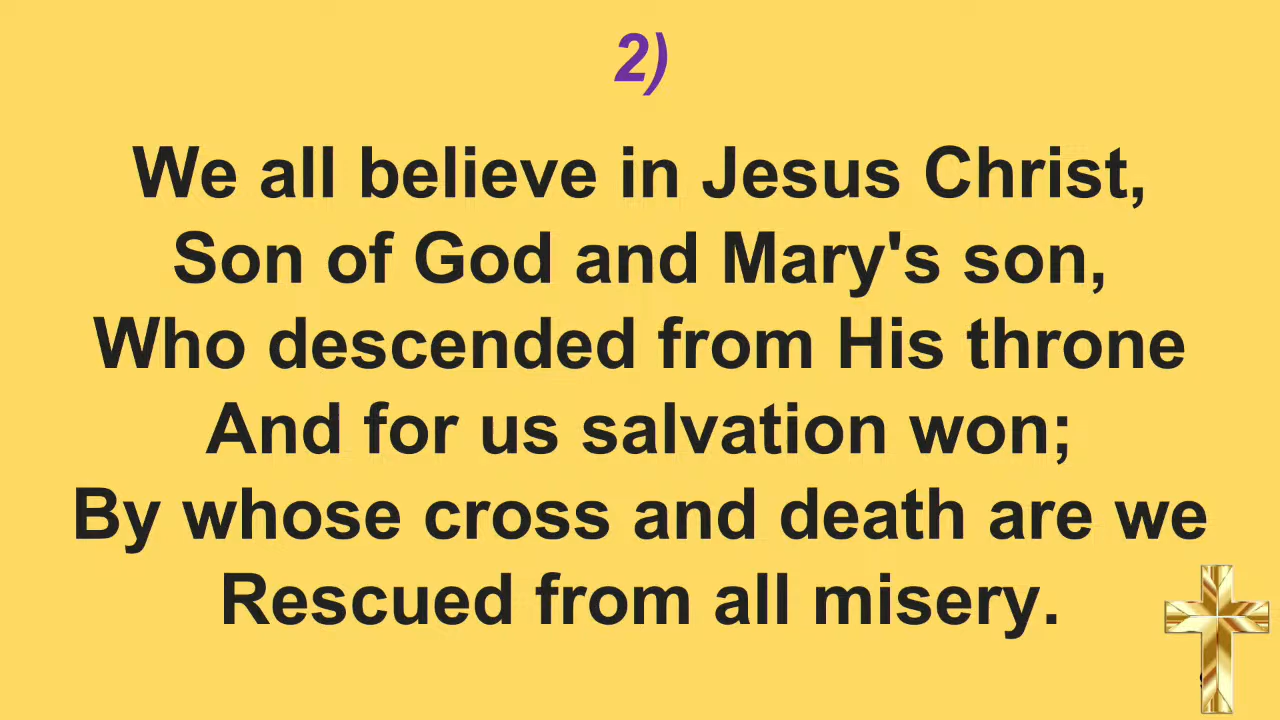 2)
We all believe in Jesus Christ,
Son of God and Mary's son,
Who descended from His throne
And for us salvation won;
By whose cross and death are we
Rescued from all misery.